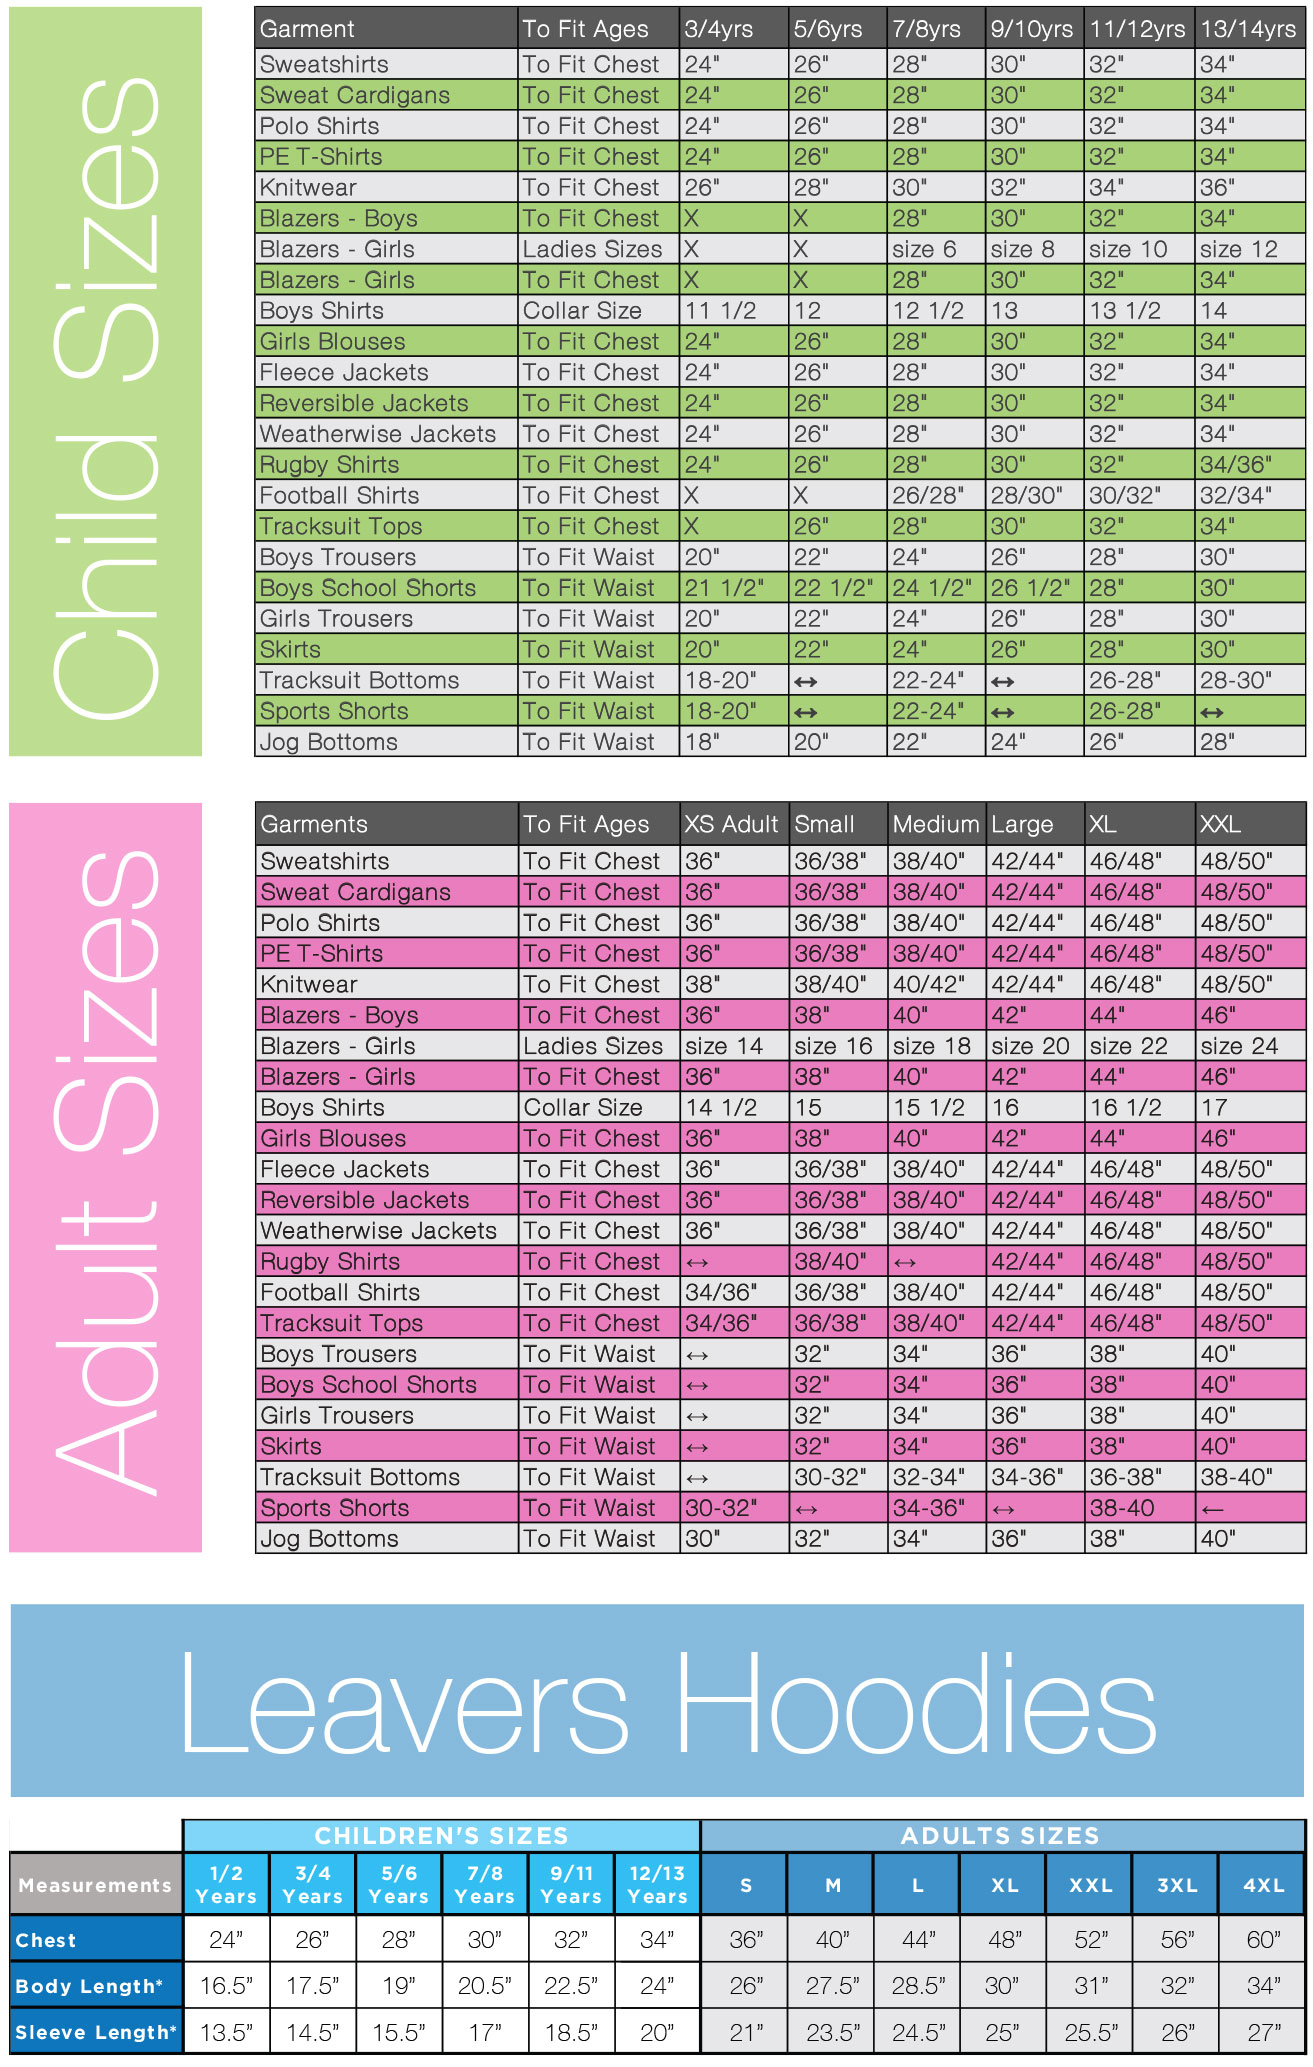 Child Sizes
Garment To Fit Ages 3/4yrs 5/6yrs 7/8yrs 9/10yrs 11/12yrs 13/14yrs
Sweatshirts To Fit Chest 24" 26" 28" 30" 32" 34"
Sweat Cardigans To Fit Chest 24" 26" 28" 30" 32" 34"
Polo Shirts To Fit Chest 24" 26" 28" 30" 32" 34"
PE T-Shirts To Fit Chest 24" 26" 28" 30" 32" 34"
Knitwear To Fit Chest 26" 28" 30" 32" 34" 36"
Blazers - Boys To Fit Chest X X 28" 30" 32" 34"
Blazers - Girls Ladies Sizes X X size 6 size 8 size 10 size 12
Blazers - Girls To Fit Chest X X 28" 30" 32" 34"
Boys Shirts Collar Size 11 1/2 12 12 1/2 13 13 1/2 14
Girls Blouses To Fit Chest 24" 26" 28" 30" 32" 34"
Fleece Jackets To Fit Chest 24" 26" 28" 30" 32" 34"
Reversible Jackets To Fit Chest 24" 26" 28" 30" 32" 34"
Weatherwise Jackets To Fit Chest 24" 26" 28" 30" 32" 34"
Rugby Shirts To Fit Chest 24" 26" 28" 30" 32" 34/36"
Football Shirts To Fit Chest X X 26/28" 28/30" 30/32" 32/34"
Tracksuit Tops To Fit Chest X 26" 28" 30" 32" 34"
Boys Trousers To Fit Waist 20" 22" 24" 26" 28" 30"
Boys School Shorts To Fit Waist 21 1/2" 22 1/2" 24 1/2" 26 1/2" 28" 30"
Girls Trousers To Fit Waist 20" 22" 24" 26" 28" 30"
Skirts To Fit Waist 20" 22" 24" 26" 28" 30"
Tracksuit Bottoms To Fit Waist 18-20" ↔ 22-24" ↔ 26-28" 28-30"
Sports Shorts To Fit Waist 18-20" ↔ 22-24" ↔ 26-28" ↔
Jog Bottoms To Fit Waist 18" 20" 22" 24" 26" 28"
Adult Sizes
Garments To Fit Ages XS Adult Small Medium Large XL XXL
Sweatshirts To Fit Chest 36" 36/38" 38/40" 42/44" 46/48" 48/50"
Sweat Cardigans To Fit Chest 36" 36/38" 38/40" 42/44" 46/48" 48/50"
Polo Shirts To Fit Chest 36" 36/38" 38/40" 42/44" 46/48" 48/50"
PE T-Shirts To Fit Chest 36" 36/38" 38/40" 42/44" 46/48" 48/50"
Knitwear To Fit Chest 38" 38/40" 40/42" 42/44" 46/48" 48/50"
Blazers - Boys To Fit Chest 36" 38" 40" 42" 44" 46"
Blazers - Girls Ladies Sizes size 14 size 16 size 18 size 20 size 22 size 24
Blazers - Girls To Fit Chest 36" 38" 40" 42" 44" 46"
Boys Shirts Collar Size 14 1/2 15 15 1/2 16 16 1/2 17
Girls Blouses To Fit Chest 36" 38" 40" 42" 44" 46"
Fleece Jackets To Fit Chest 36" 36/38" 38/40" 42/44" 46/48" 48/50"
Reversible Jackets To Fit Chest 36" 36/38" 38/40" 42/44" 46/48" 48/50"
Weatherwise Jackets To Fit Chest 36" 36/38" 38/40" 42/44" 46/48" 48/50"
Rugby Shirts To Fit Chest ↔ 38/40" ↔ 42/44" 46/48" 48/50"
Football Shirts To Fit Chest 34/36" 36/38" 38/40" 42/44" 46/48" 48/50"
Tracksuit Tops To Fit Chest 34/36" 36/38" 38/40" 42/44" 46/48" 48/50"
Boys Trousers To Fit Waist ↔ 32" 34" 36" 38" 40"
Boys School Shorts To Fit Waist ↔ 32" 34" 36" 38" 40"
Girls Trousers To Fit Waist ↔ 32" 34" 36" 38" 40"
Skirts To Fit Waist ↔ 32" 34" 36" 38" 40"
Tracksuit Bottoms To Fit Waist ↔ 30-32" 32-34" 34-36" 36-38" 38-40"
Sports Shorts To Fit Waist 30-32" ↔ 34-36" ↔ 38-40 ←
Jog Bottoms To Fit Waist 30" 32" 34" 36" 38" 40"
Leavers Hoodies
CHILDREN'S SIZES ADULTS SIZES
Measurements 1/2 Years 3/4 Years 5/6 Years 7/8 Years 9/11 Years 12/13 Years S M L XL XXL 3XL 4XL
Chest 24” 26” 28” 30” 32” 34” 36” 40” 44” 48” 52” 56” 60”
Body Length* 16.5” 17.5” 19” 20.5” 22.5” 24” 26” 27.5” 28.5” 30” 31” 32” 34”
Sleeve Length* 13.5” 14.5” 15.5” 17” 18.5” 20” 21” 23.5” 24.5” 25” 25.5” 26” 27”